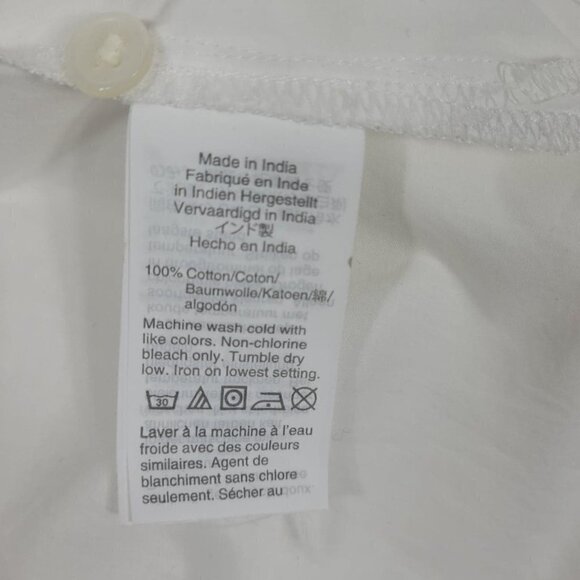 Made in India
Fabriqué en Inde
in Indien Hergestellt
Vervaardigd in India
インド製
Hecho en India
100% Cotton/Coton/
Baumwolle/Katoen/綿/
algodón
Machine wash cold with
like colors. Non-chlorine
bleach only. Tumble dry
low. Iron on lowest setting.
30
Laver à la machine à l'eau
froide avec des couleurs
similaires. Agent de
blanchiment sans chlore
seulement. Sécher au